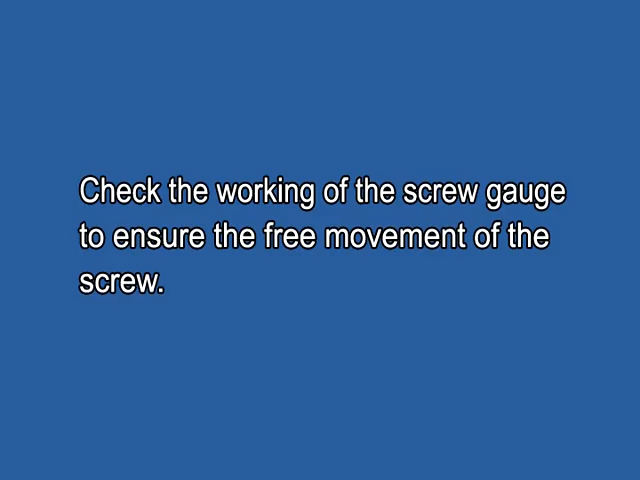 Check the working of the screw gauge
to ensure the free movement of the
screw.